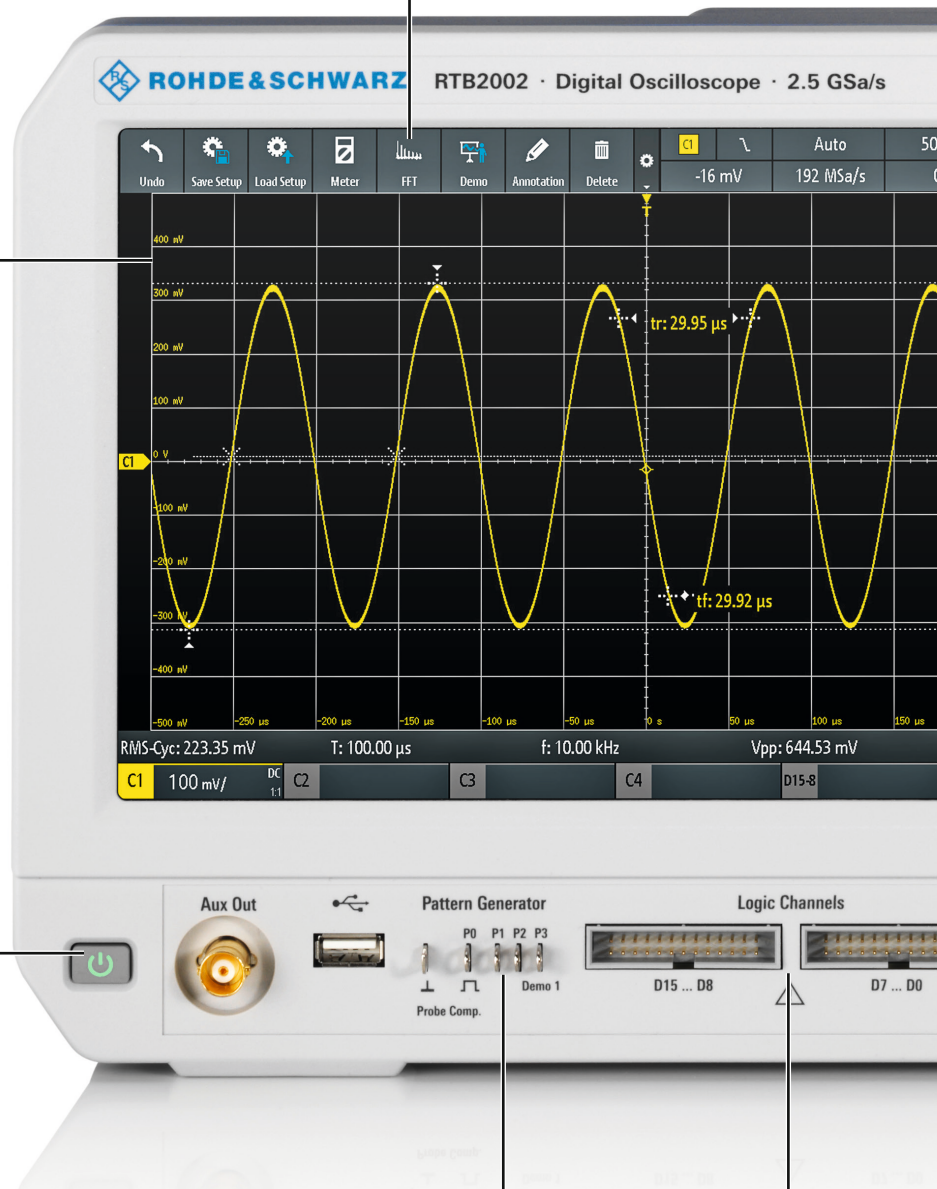 ROHDE & SCHWARZ RTB2002 · Digital Oscilloscope · 2.5 GSa/s
C1 Auto 50
Undo Save Setup Load Setup Meter FFT Demo Annotation Delete -16 mV 192 MSa/s
T
400 mV
300 mV
tr: 29.95 µs
200 mV
100 mV
C1 0 V
-100 mV
-200 mV
tf: 29.92 µs
-300 mV
-400 mV
-500 mV -250 µs -200 µs -150 µs -100 µs -50 µs 0 s 50 µs 100 µs 150 µs
RMS-Cyc: 223.35 mV T: 100.00 µs f: 10.00 kHz Vpp: 644.53 mV
C1 100 mV/ DC 1:1 C2 C3 C4 D15-8
Aux Out Pattern Generator Logic Channels
P0 P1 P2 P3
Demo 1 D15 ... D8 D7 ... D0
Probe Comp.